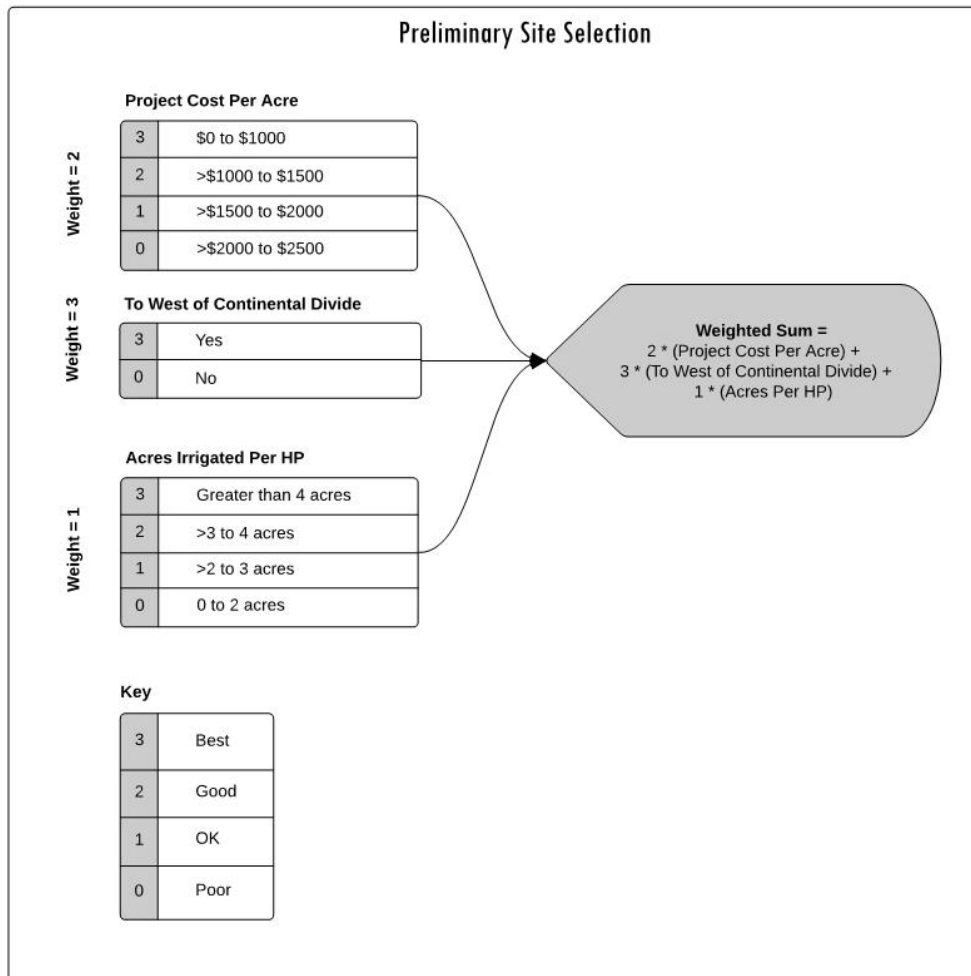 Preliminary Site Selection
Project Cost Per Acre
Weight = 2
3 $0 to $1000
2 >$1000 to $1500
1 >$1500 to $2000
0 >$2000 to $2500
To West of Continental Divide
Weight = 3
3 Yes
0 No
Weighted Sum =
2 * (Project Cost Per Acre) +
3 * (To West of Continental Divide) +
1 * (Acres Per HP)
Acres Irrigated Per HP
Weight = 1
3 Greater than 4 acres
2 >3 to 4 acres
1 >2 to 3 acres
0 0 to 2 acres
Key
3 Best
2 Good
1 OK
0 Poor